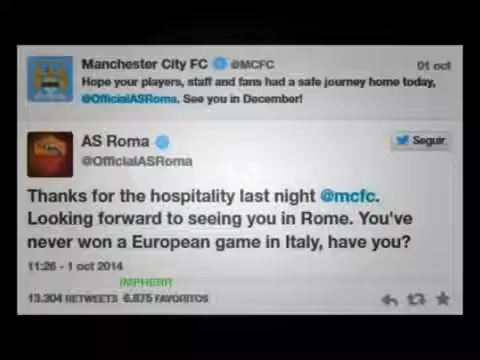 Manchester City FC @MCFC 01 oct
Hope your players, staff and fans had a safe journey home today,
@OfficialASRoma. See you in December!
AS Roma Seguir
@OfficialASRoma
Thanks for the hospitality last night @mcfc.
Looking forward to seeing you in Rome. You've
never won a European game in Italy, have you?
11:26 - 1 oct 2014
IMPHERR
13.304 RETWEETS 6.875 FAVORITOS